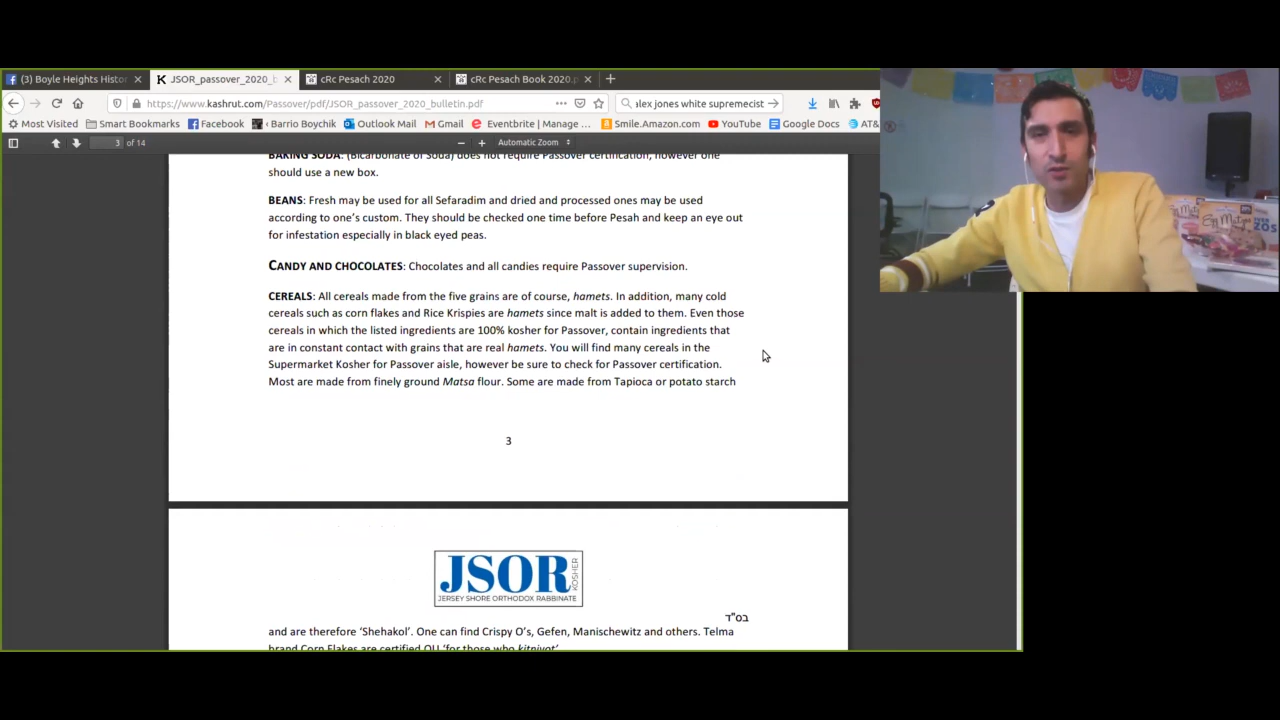 (3) Boyle Heights Histor
JSOR_passover_2020_b
cRc Pesach 2020
cRc Pesach Book 2020.p
https://www.kashrut.com/Passover/pdf/JSOR_passover_2020_bulletin.pdf
alex jones white supremecist
Most Visited
Smart Bookmarks
Facebook
Barrio Boychik
Outlook Mail
Gmail
Eventbrite | Manage ...
Smile.Amazon.com
YouTube
Google Docs
AT&
3 of 14
Automatic Zoom
BAKING SODA: (Bicarbonate of Soda) does not require Passover certification, however one
should use a new box.
BEANS: Fresh may be used for all Sefaradim and dried and processed ones may be used
according to one's custom. They should be checked one time before Pesah and keep an eye out
for infestation especially in black eyed peas.
CANDY AND CHOCOLATES: Chocolates and all candies require Passover supervision.
CEREALS: All cereals made from the five grains are of course, hamets. In addition, many cold
cereals such as corn flakes and Rice Krispies are hamets since malt is added to them. Even those
cereals in which the listed ingredients are 100% kosher for Passover, contain ingredients that
are in constant contact with grains that are real hamets. You will find many cereals in the
Supermarket Kosher for Passover aisle, however be sure to check for Passover certification.
Most are made from finely ground Matsa flour. Some are made from Tapioca or potato starch
3
JSOR
KOSHER
JERSEY SHORE ORTHODOX RABBINATE
בס"ד
and are therefore 'Shehakol'. One can find Crispy O's, Gefen, Manischewitz and others. Telma
brand Corn Flakes are certified OU 'for those who kitniyot'